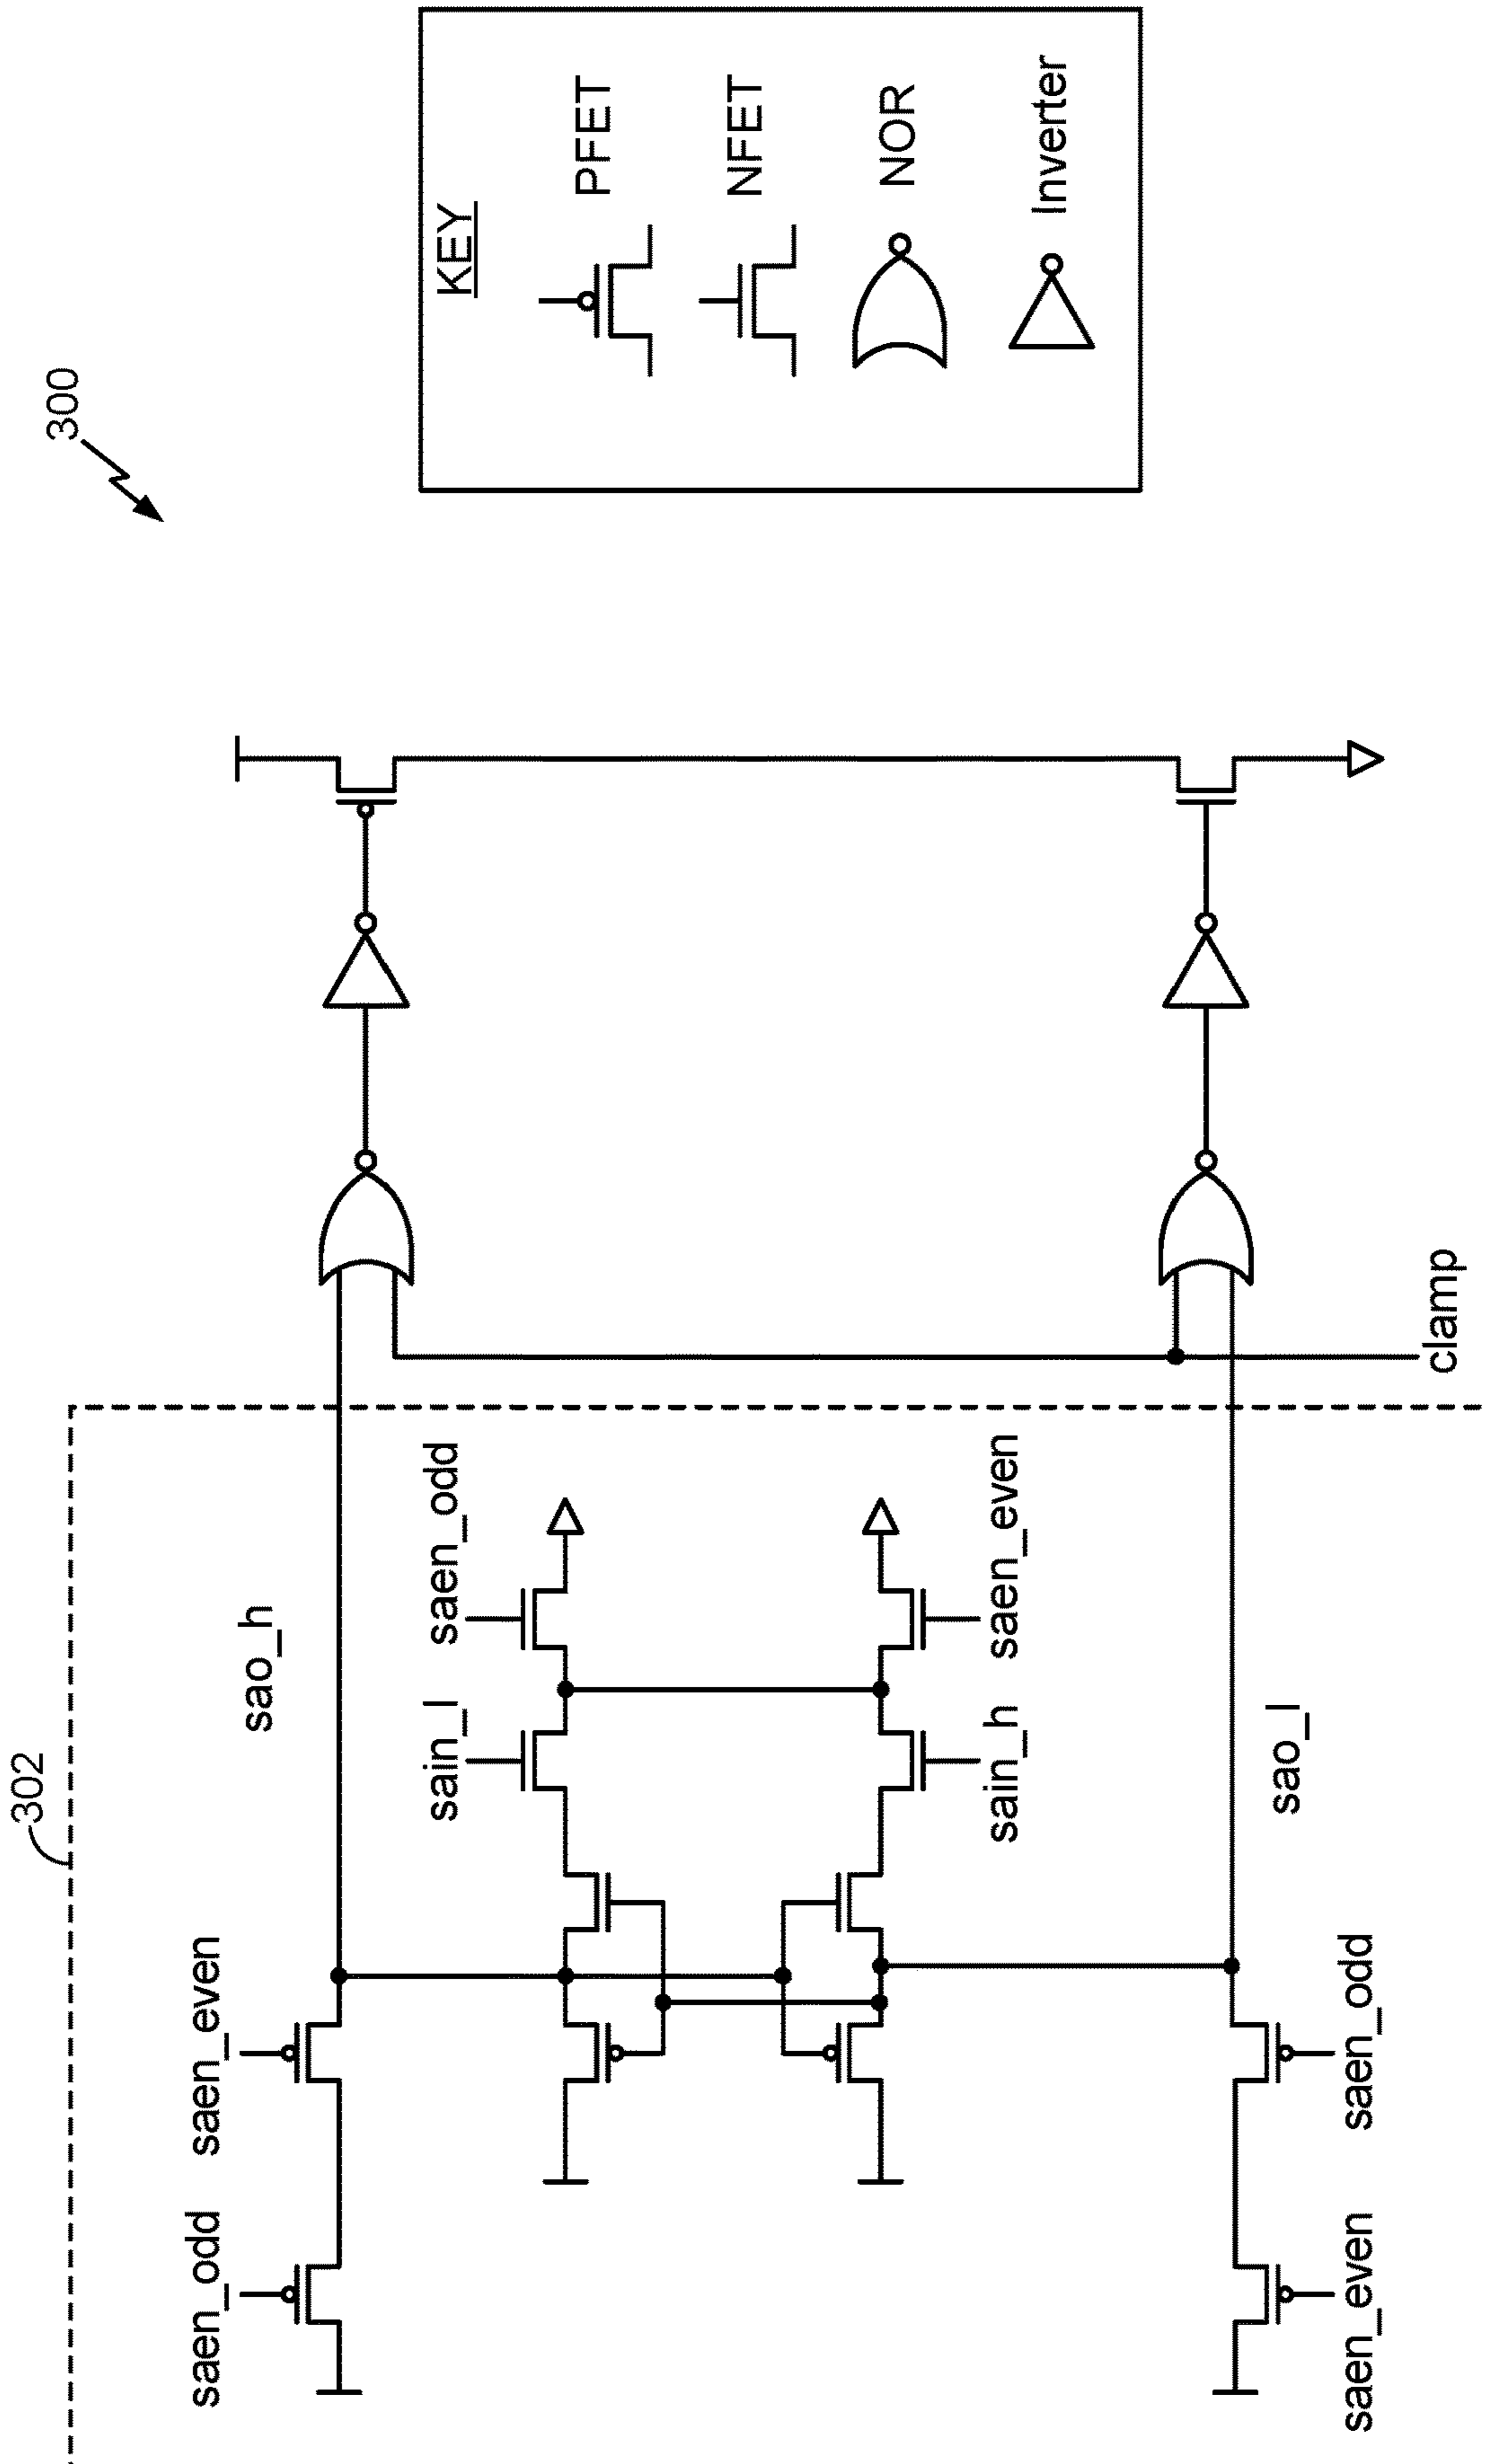 300
302
saen_odd
saen_even
sao_h
sain_l
saen_odd
sain_h
saen_even
sao_l
saen_even
saen_odd
clamp
KEY
PFET
NFET
NOR
Inverter